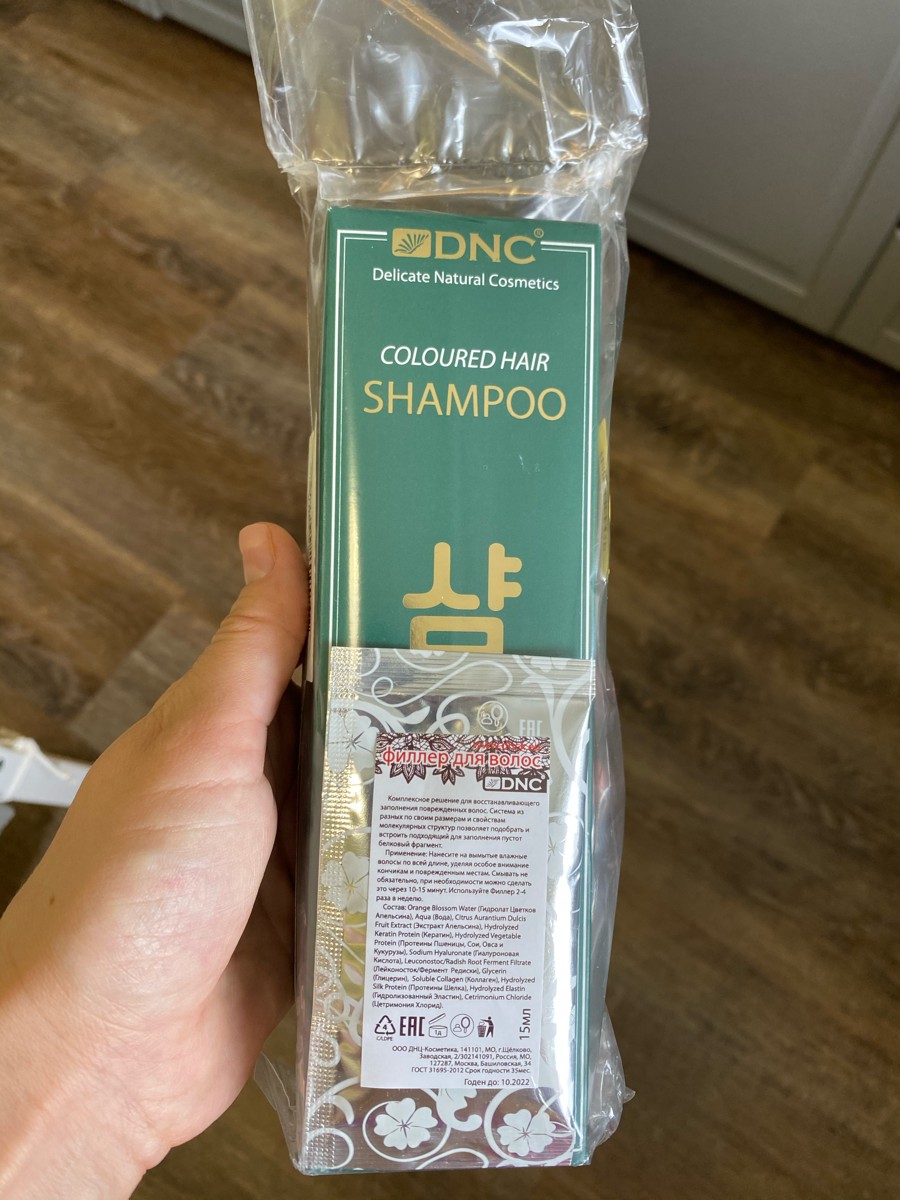 DNC®
Delicate Natural Cosmetics
COLOURED HAIR
SHAMPOO
샴
EAC
филлер для волос
DNC
Комплексное решение для восстанавливающего
заполнения поврежденных волос. Система из
разных по своим размерам и свойствам
молекулярных структур позволяет подобрать и
встроить подходящий для заполнения пустот
белковый фрагмент.
Применение: Нанесите на вымытые влажные
волосы по всей длине, уделяя особое внимание
кончикам и поврежденным местам. Смывать не
обязательно, при необходимости можно сделать
это через 10-15 минут. Используйте Филлер 2-4
раза в неделю.
Состав: Orange Blossom Water (Гидролат Цветков
Апельсина), Aqua (Вода), Citrus Aurantium Dulcis
Fruit Extract (Экстракт Апельсина), Hydrolyzed
Keratin Protein (Кератин), Hydrolyzed Vegetable
Protein (Протеины Пшеницы, Сои, Овса и
Кукурузы), Sodium Hyaluronate (Гиалуроновая
Кислота), Leuconostoc/Radish Root Ferment Filtrate
(Лейконосток/Фермент Редиски), Glycerin
(Глицерин), Soluble Collagen (Коллаген), Hydrolyzed
Silk Protein (Протеины Шелка), Hydrolyzed Elastin
(Гидролизованный Эластин), Cetrimonium Chloride
(Цетримония Хлорид).
4
C/LDPE
EAC
1д
15мл
ООО ДНЦ-Косметика, 141101, МО, г.Щёлково,
Заводская, 2/302141091, Россия, МО,
127287, Москва, Башиловская, 34
ГОСТ 31695-2012 Срок годности 35мес.
Годен до: 10.2022